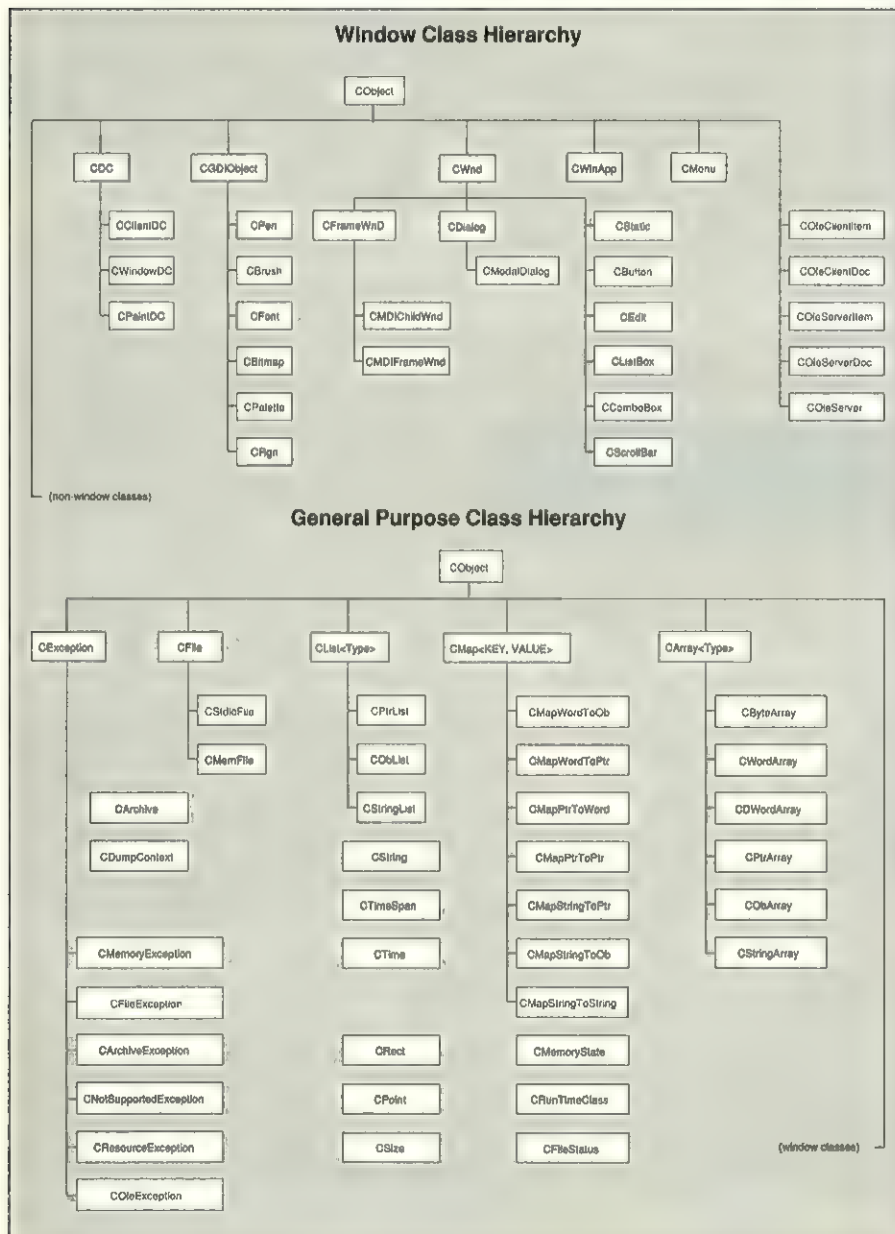 Window Class Hierarchy
CObject
CDC
CGDIObject
CWnd
CWinApp
CMenu
CClientDC
CWindowDC
CPaintDC
CPen
CBrush
CFont
CBitmap
CPalette
CRgn
CFrameWnD
CMDIChildWnd
CMDIFrameWnd
CDialog
CModalDialog
CStatic
CButton
CEdit
CListBox
CComboBox
CScrollBar
COleClientItem
COleClientDoc
COleServerItem
COleServerDoc
COleServer
(non-window classes)
General Purpose Class Hierarchy
CObject
CException
CFile
CList<Type>
CMap<KEY, VALUE>
CArray<Type>
CStdioFile
CMemFile
CArchive
CDumpContext
CMemoryException
CFileException
CArchiveException
CNotSupportedException
CResourceException
COleException
CPtrList
CObList
CStringList
CString
CTimeSpan
CTime
CRect
CPoint
CSize
CMapWordToOb
CMapWordToPtr
CMapPtrToWord
CMapPtrToPtr
CMapStringToPtr
CMapStringToOb
CMapStringToString
CMemoryState
CRunTimeClass
CFileStatus
CByteArray
CWordArray
CDWordArray
CPtrArray
CObArray
CStringArray
(window classes)